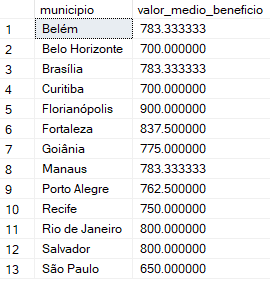 municipio valor_medio_beneficio
1 Belém 783.333333
2 Belo Horizonte 700.000000
3 Brasília 783.333333
4 Curitiba 700.000000
5 Florianópolis 900.000000
6 Fortaleza 837.500000
7 Goiânia 775.000000
8 Manaus 783.333333
9 Porto Alegre 762.500000
10 Recife 750.000000
11 Rio de Janeiro 800.000000
12 Salvador 800.000000
13 São Paulo 650.000000